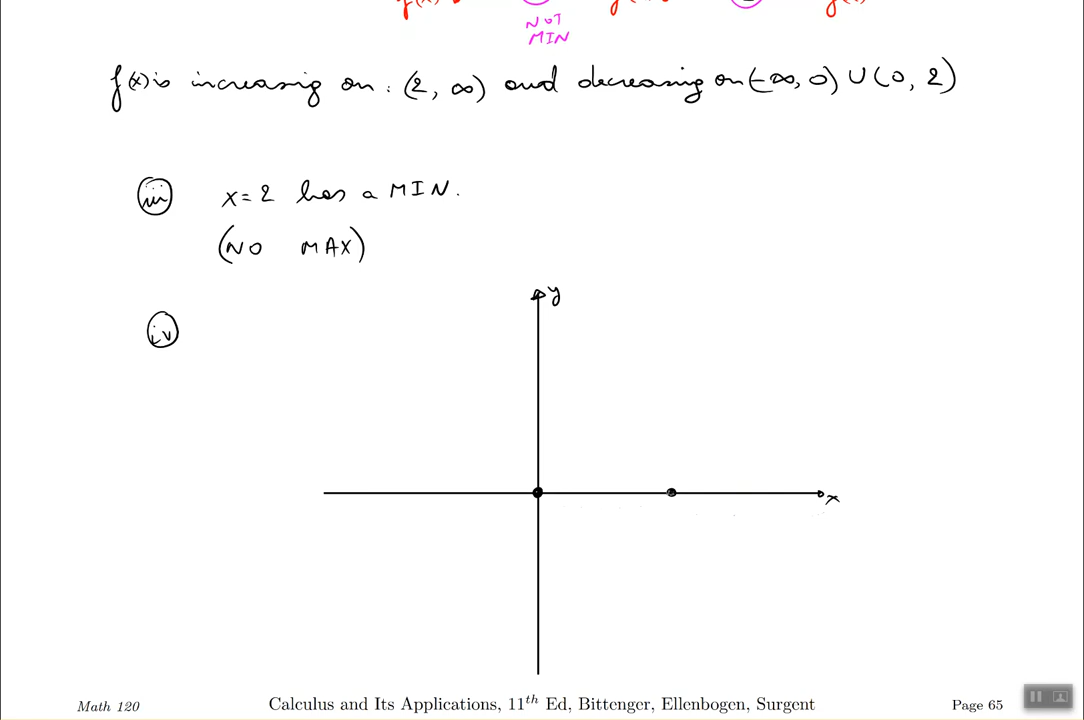 NOT
MIN
f(x) is increasing on : (2, ∞) and decreasing on (-∞, 0) ∪ (0, 2)
iii x = 2 has a MIN.
(NO MAX)
y
iv
x
Math 120 Calculus and Its Applications, 11th Ed, Bittenger, Ellenbogen, Surgent Page 65